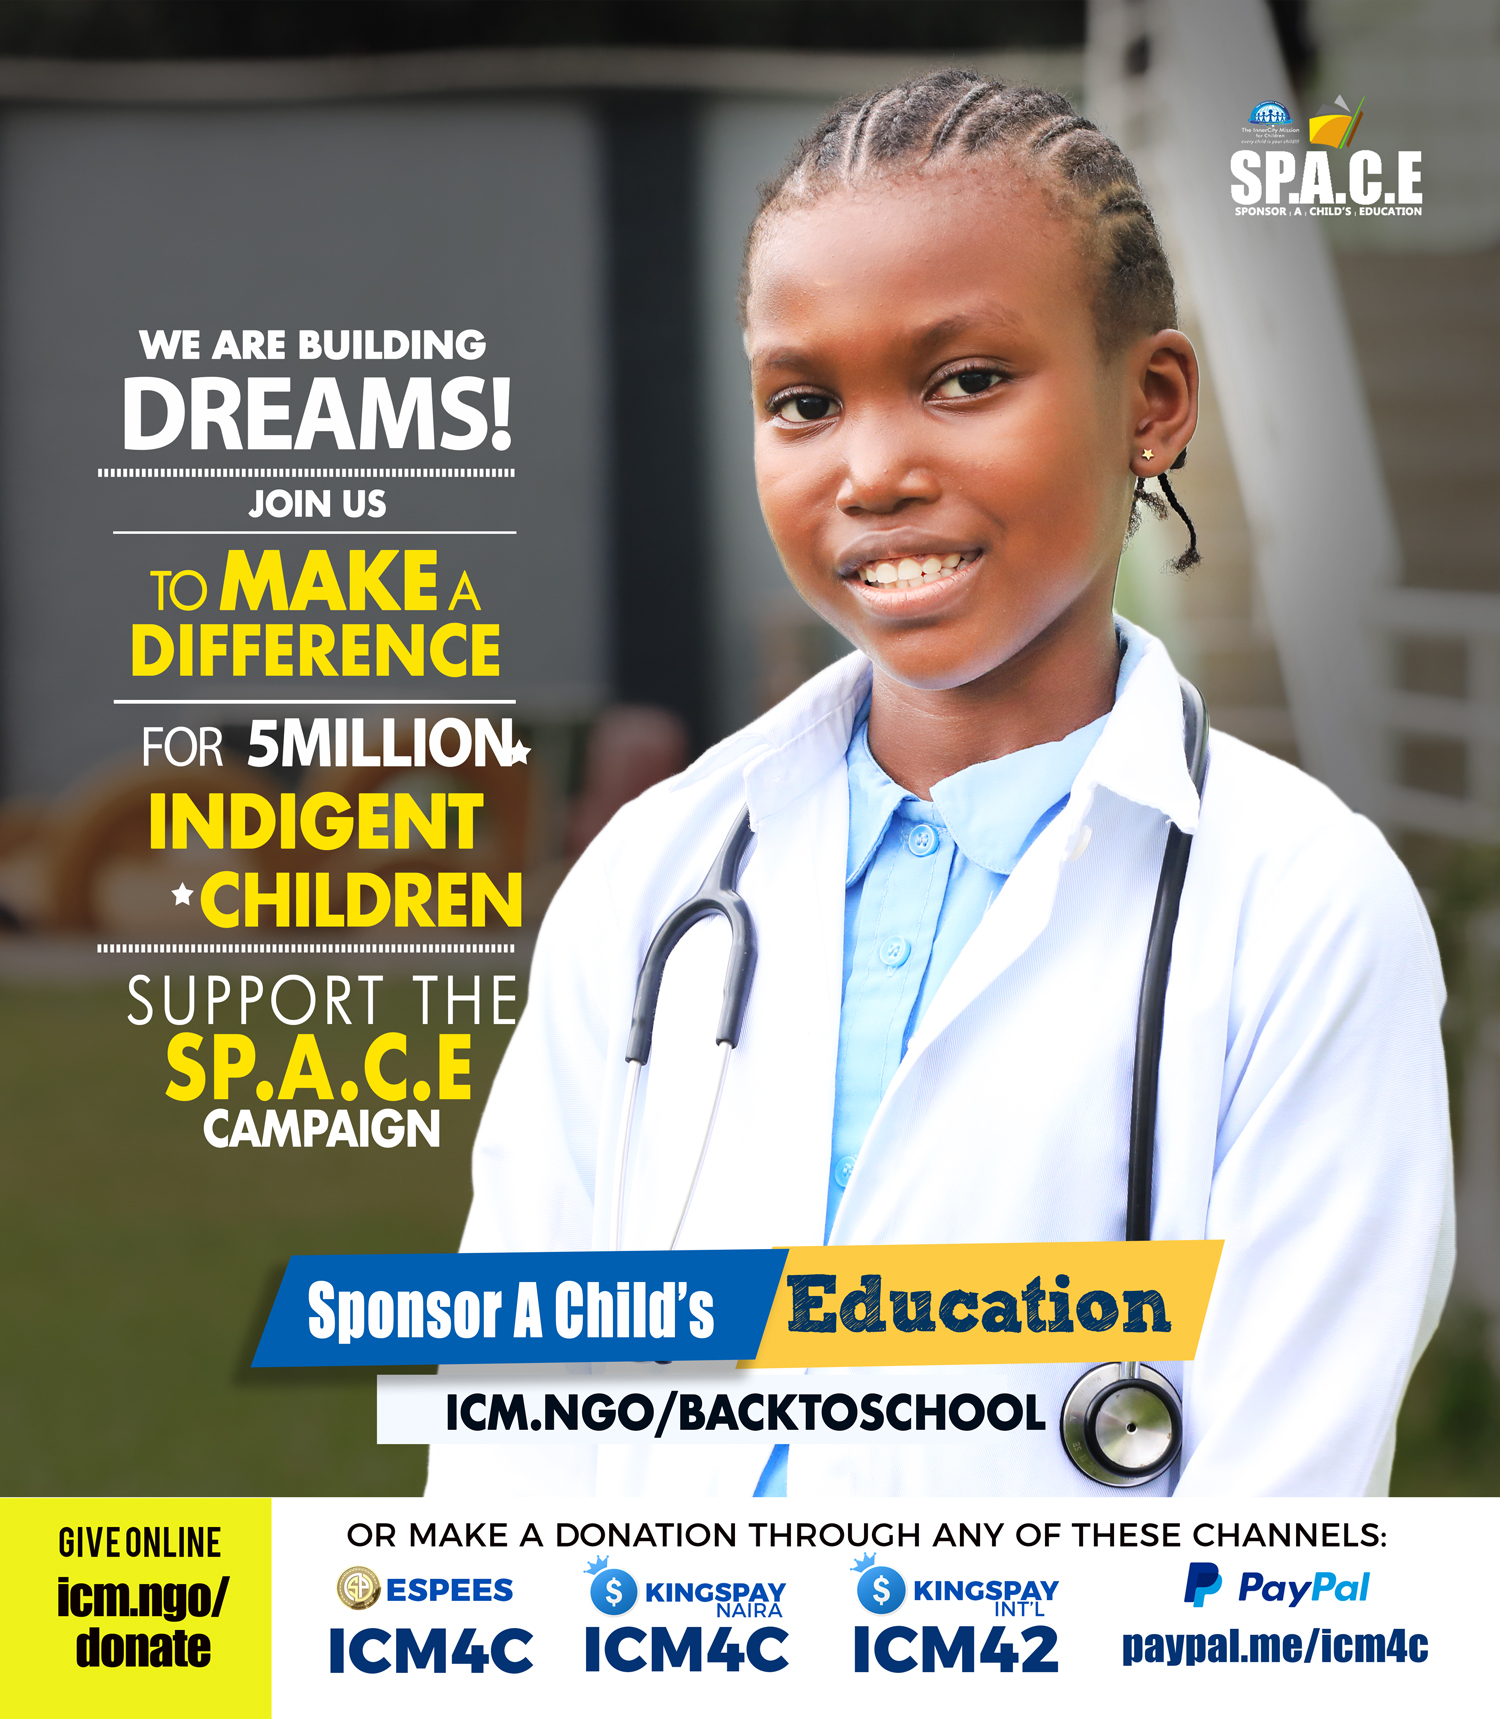 The InnerCity Mission
for Children
every child is your child!!!
SP.A.C.E
SPONSOR A CHILD'S EDUCATION
WE ARE BUILDING
DREAMS!
JOIN US
TO MAKE A
DIFFERENCE
FOR 5MILLION
INDIGENT
CHILDREN
SUPPORT THE
SP.A.C.E
CAMPAIGN
Sponsor A Child's Education
ICM.NGO/BACKTOSCHOOL
GIVE ONLINE
icm.ngo/
donate
OR MAKE A DONATION THROUGH ANY OF THESE CHANNELS:
ESPEES
ICM4C
KINGSPAY
NAIRA
ICM4C
KINGSPAY
INT'L
ICM42
PayPal
paypal.me/icm4c